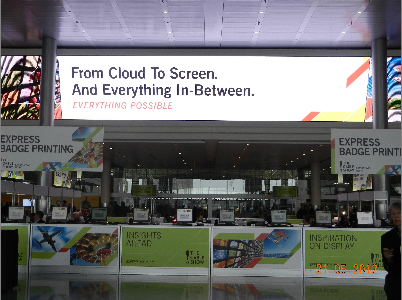 From Cloud To Screen.
And Everything In-Between.
EVERYTHING POSSIBLE
EXPRESS
BADGE PRINTING
EXPRESS
BADGE PRINTI
INSIGHTS
AHEAD
INSPIRATION
ON DISPLAY